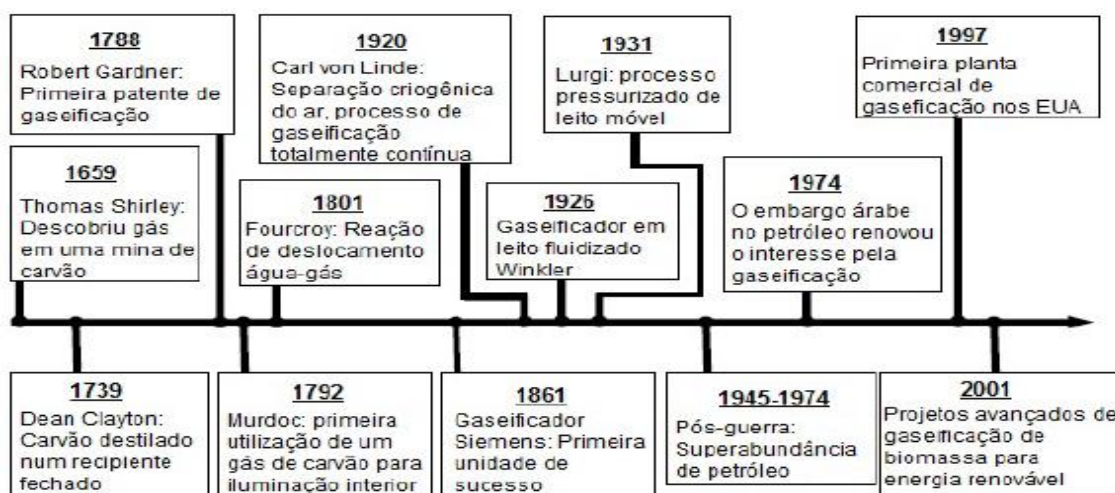 1788
Robert Gardner:
Primeira patente de
gaseificação
1920
Carl von Linde:
Separação criogênica
do ar, processo de
gaseificação
totalmente contínua
1931
Lurgi: processo
pressurizado de
leito móvel
1997
Primeira planta
comercial de
gasefícação nos EUA
1659
Thomas Shirley:
Descobriu gás
em uma mina de
carvão
1801
Fourcroy: Reação
de deslocamento
água-gás
1926
Gaseificador em
leito fluidizado
Winkler
1974
O embargo árabe
no petróleo renovou
o interesse pela
gaseificação
1739
Dean Clayton:
Carvão destilado
num recipiente
fechado
1792
Murdoc: primeira
utilização de um
gás de carvão para
iluminação interior
1861
Gaseificador
Siemens: Primeira
unidade de
sucesso
1945-1974
Pós-guerra:
Superabundância
de petróleo
2001
Projetos avançados de
gaseificação de
biomassa para
energia renovável